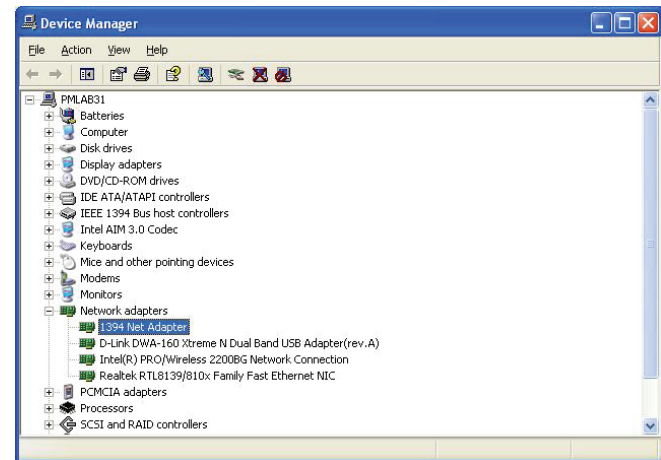 Device Manager
File Action View Help
PMLAB31
Batteries
Computer
Disk drives
Display adapters
DVD/CD-ROM drives
IDE ATA/ATAPI controllers
IEEE 1394 Bus host controllers
Intel AIM 3.0 Codec
Keyboards
Mice and other pointing devices
Modems
Monitors
Network adapters
1394 Net Adapter
D-Link DWA-160 Xtreme N Dual Band USB Adapter(rev.A)
Intel(R) PRO/Wireless 2200BG Network Connection
Realtek RTL8139/810x Family Fast Ethernet NIC
PCMCIA adapters
Processors
SCSI and RAID controllers